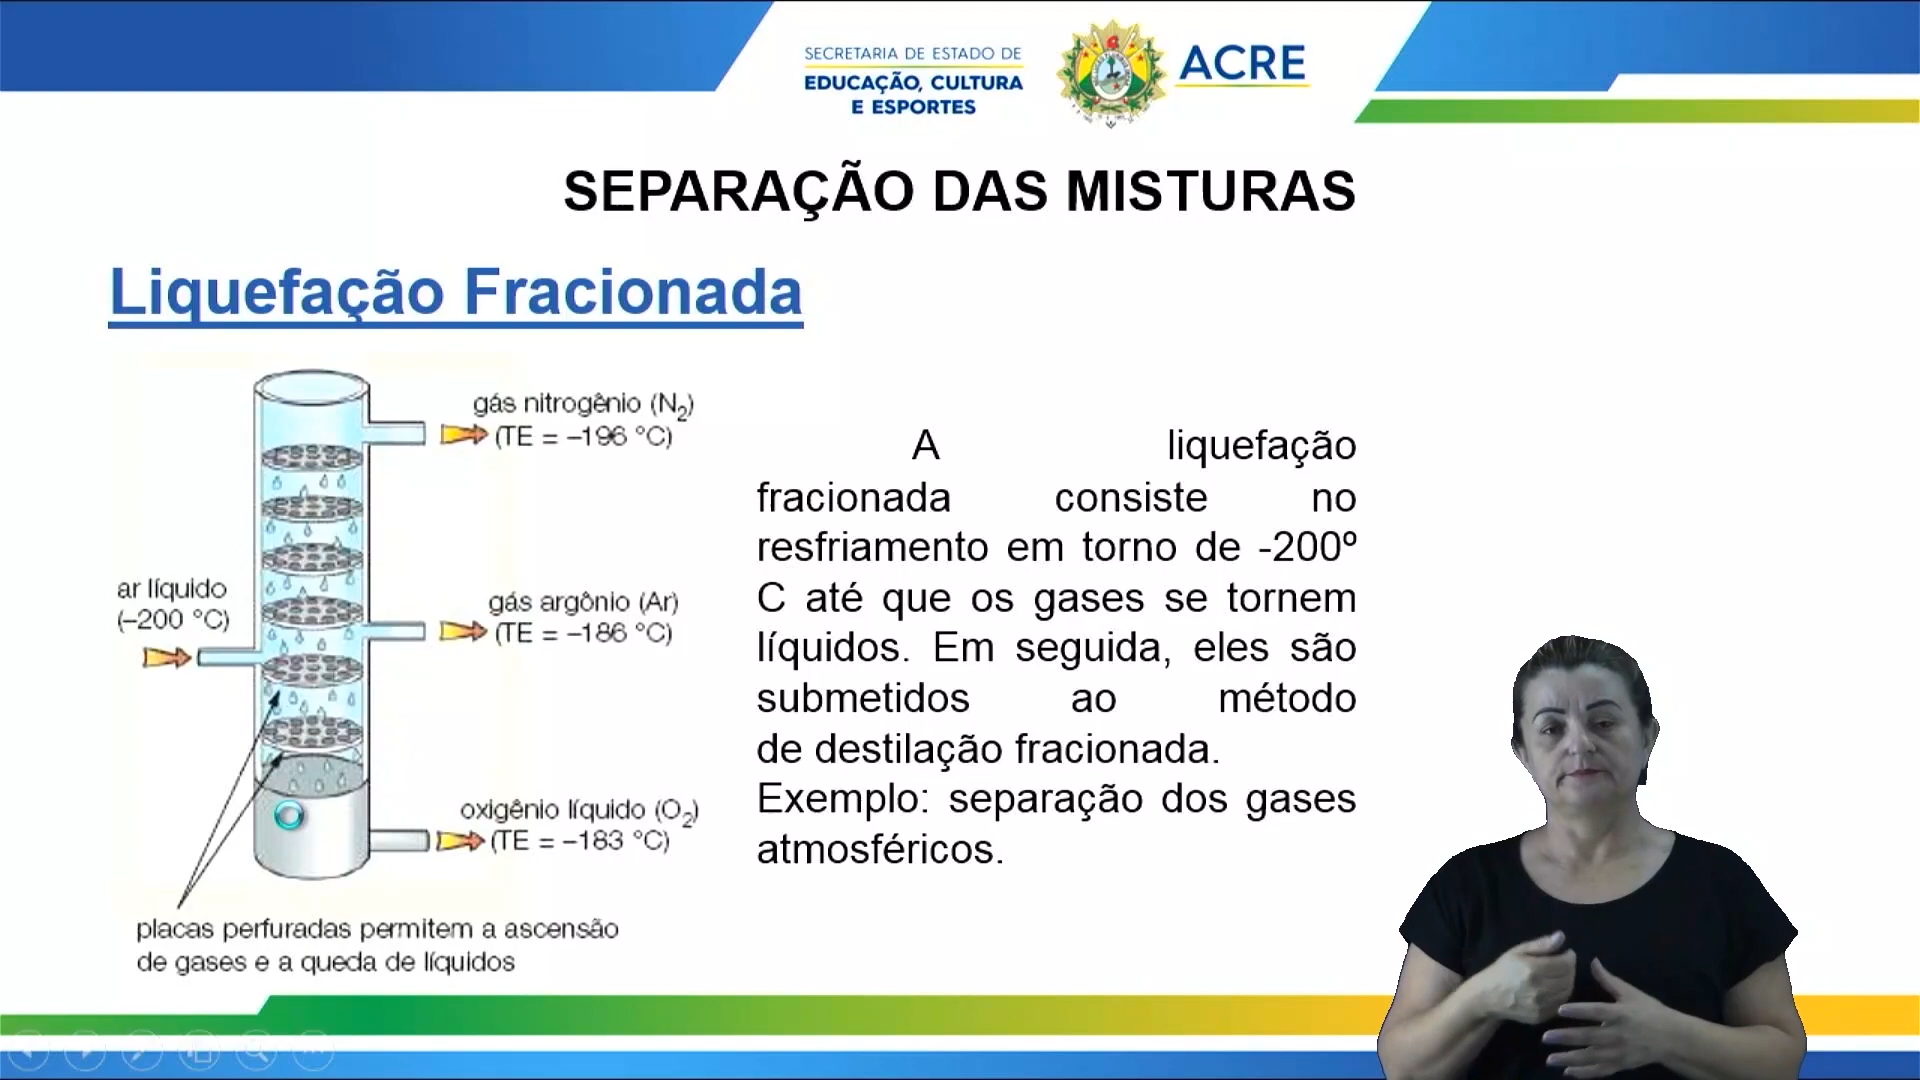 SECRETARIA DE ESTADO DE
EDUCAÇÃO, CULTURA
E ESPORTES
ACRE
SEPARAÇÃO DAS MISTURAS
Liquefação Fracionada
gás nitrogênio (N₂)
(TE = –196 °C)
ar líquido
(–200 °C)
gás argônio (Ar)
(TE = –186 °C)
oxigênio líquido (O₂)
(TE = –183 °C)
placas perfuradas permitem a ascensão
de gases e a queda de líquidos
A liquefação
fracionada consiste no
resfriamento em torno de -200º
C até que os gases se tornem
líquidos. Em seguida, eles são
submetidos ao método
de destilação fracionada.
Exemplo: separação dos gases
atmosféricos.